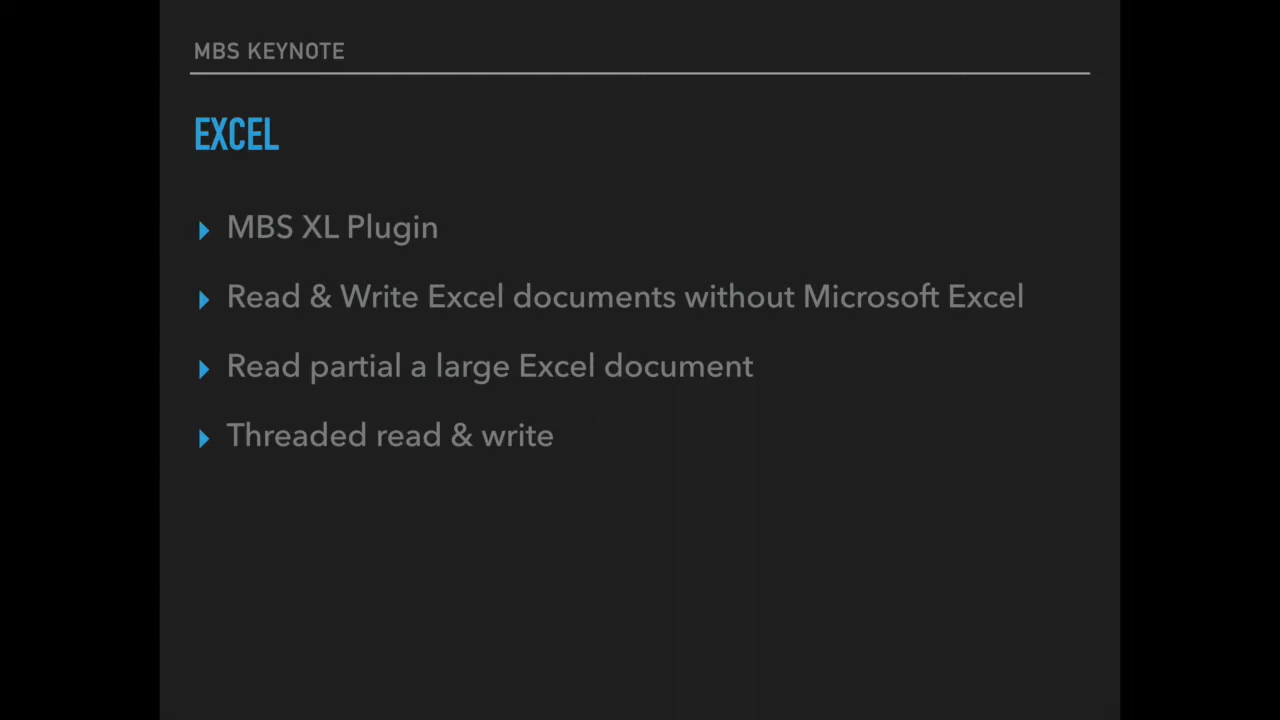 MBS KEYNOTE
EXCEL
MBS XL Plugin
Read & Write Excel documents without Microsoft Excel
Read partial a large Excel document
Threaded read & write